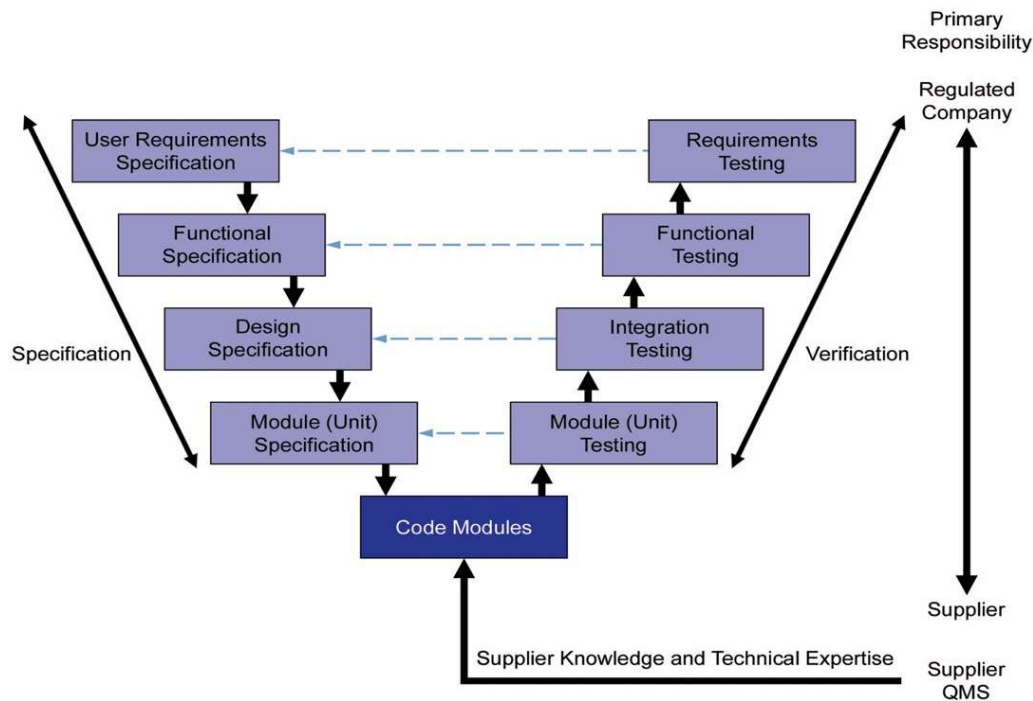 Primary
Responsibility
Regulated
Company
User Requirements
Specification
Requirements
Testing
Functional
Specification
Functional
Testing
Design
Specification
Integration
Testing
Specification
Verification
Module (Unit)
Specification
Module (Unit)
Testing
Code Modules
Supplier
Supplier Knowledge and Technical Expertise
Supplier
QMS